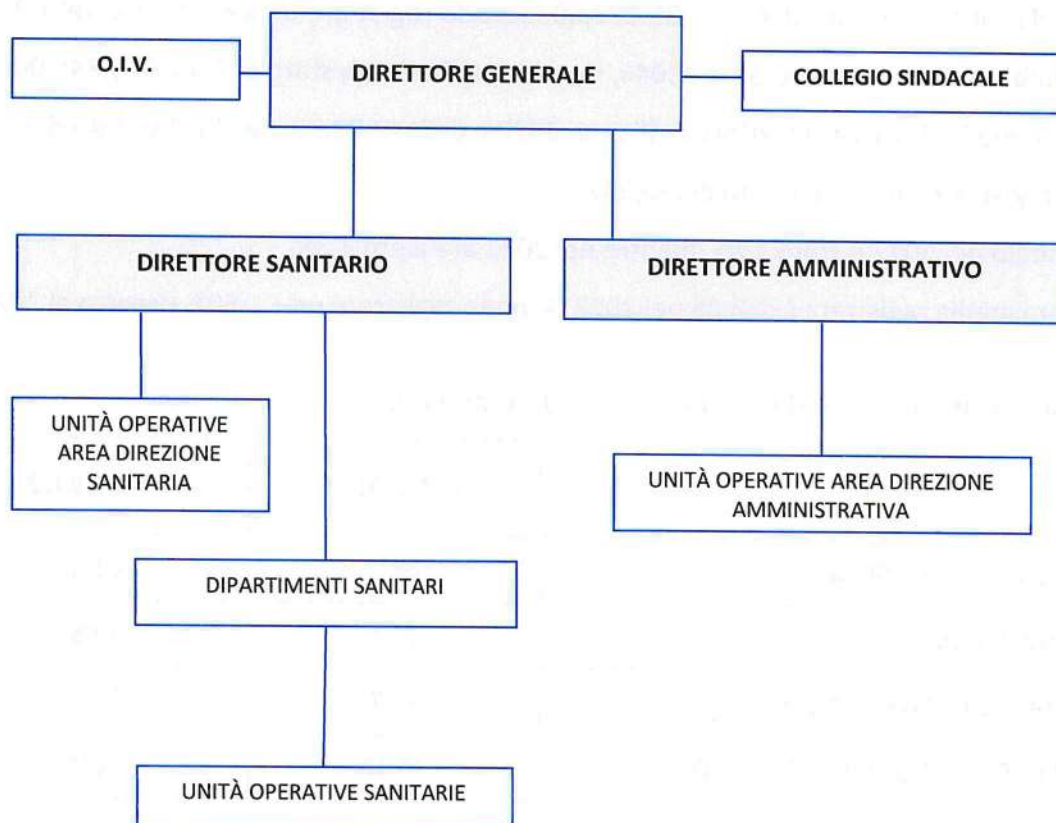 O.I.V.
DIRETTORE GENERALE
COLLEGIO SINDACALE
DIRETTORE SANITARIO
DIRETTORE AMMINISTRATIVO
UNITÀ OPERATIVE
AREA DIREZIONE
SANITARIA
UNITÀ OPERATIVE AREA DIREZIONE
AMMINISTRATIVA
DIPARTIMENTI SANITARI
UNITÀ OPERATIVE SANITARIE